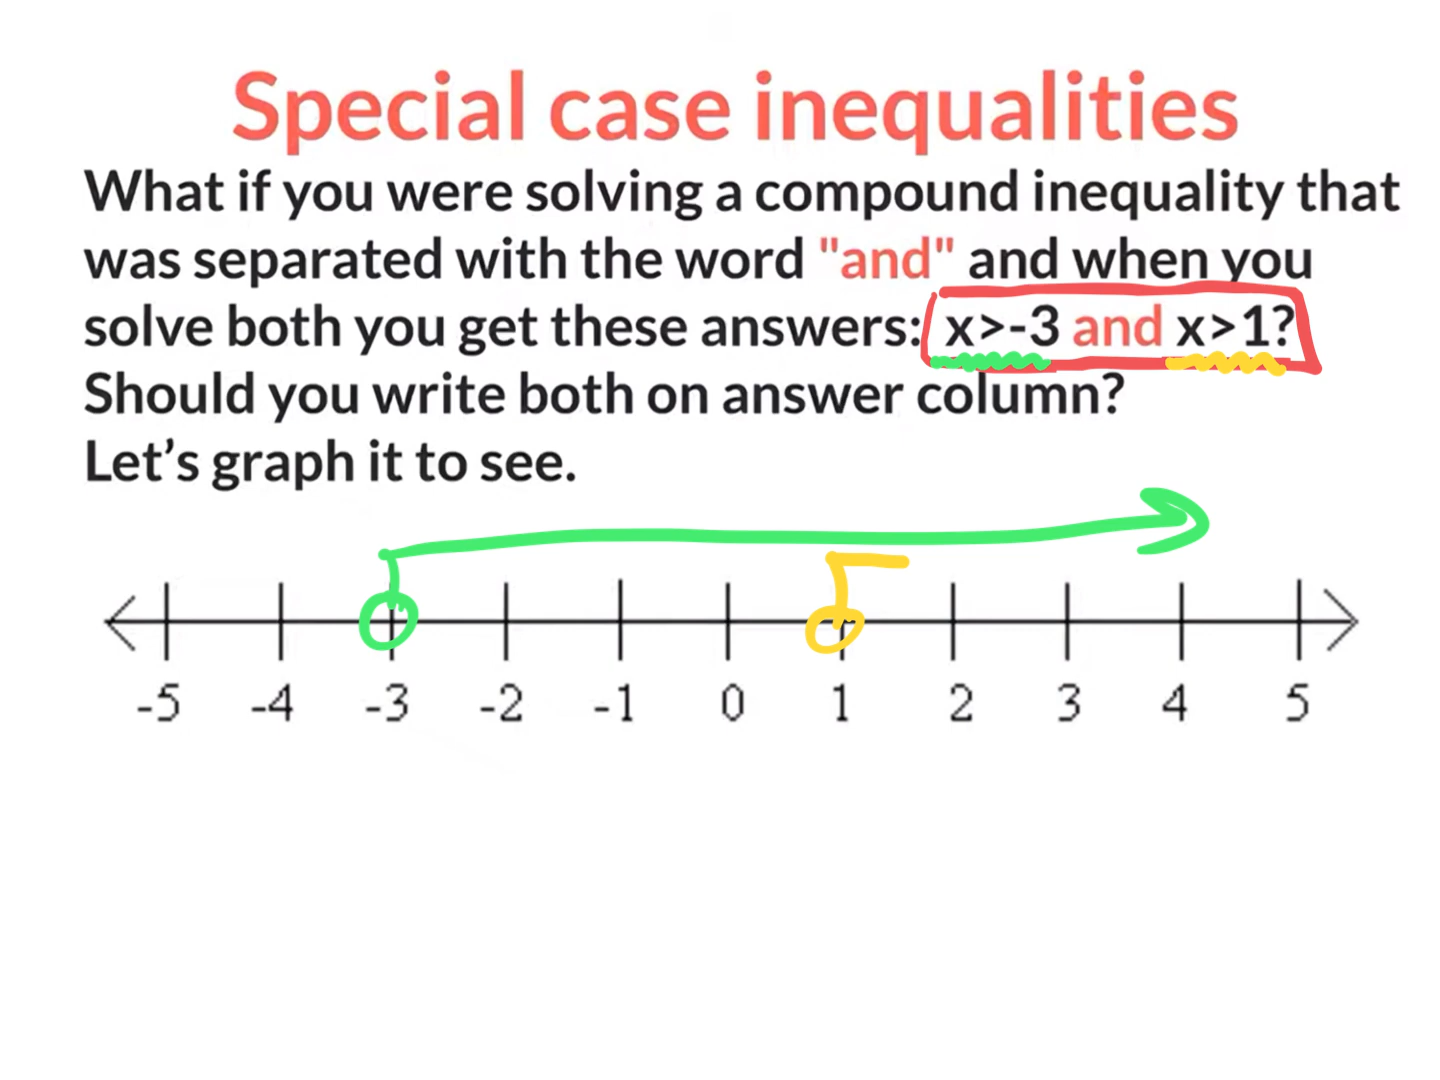 Special case inequalities
What if you were solving a compound inequality that
was separated with the word "and" and when you
solve both you get these answers: x>-3 and x>1?
Should you write both on answer column?
Let’s graph it to see.
-5 -4 -3 -2 -1 0 1 2 3 4 5